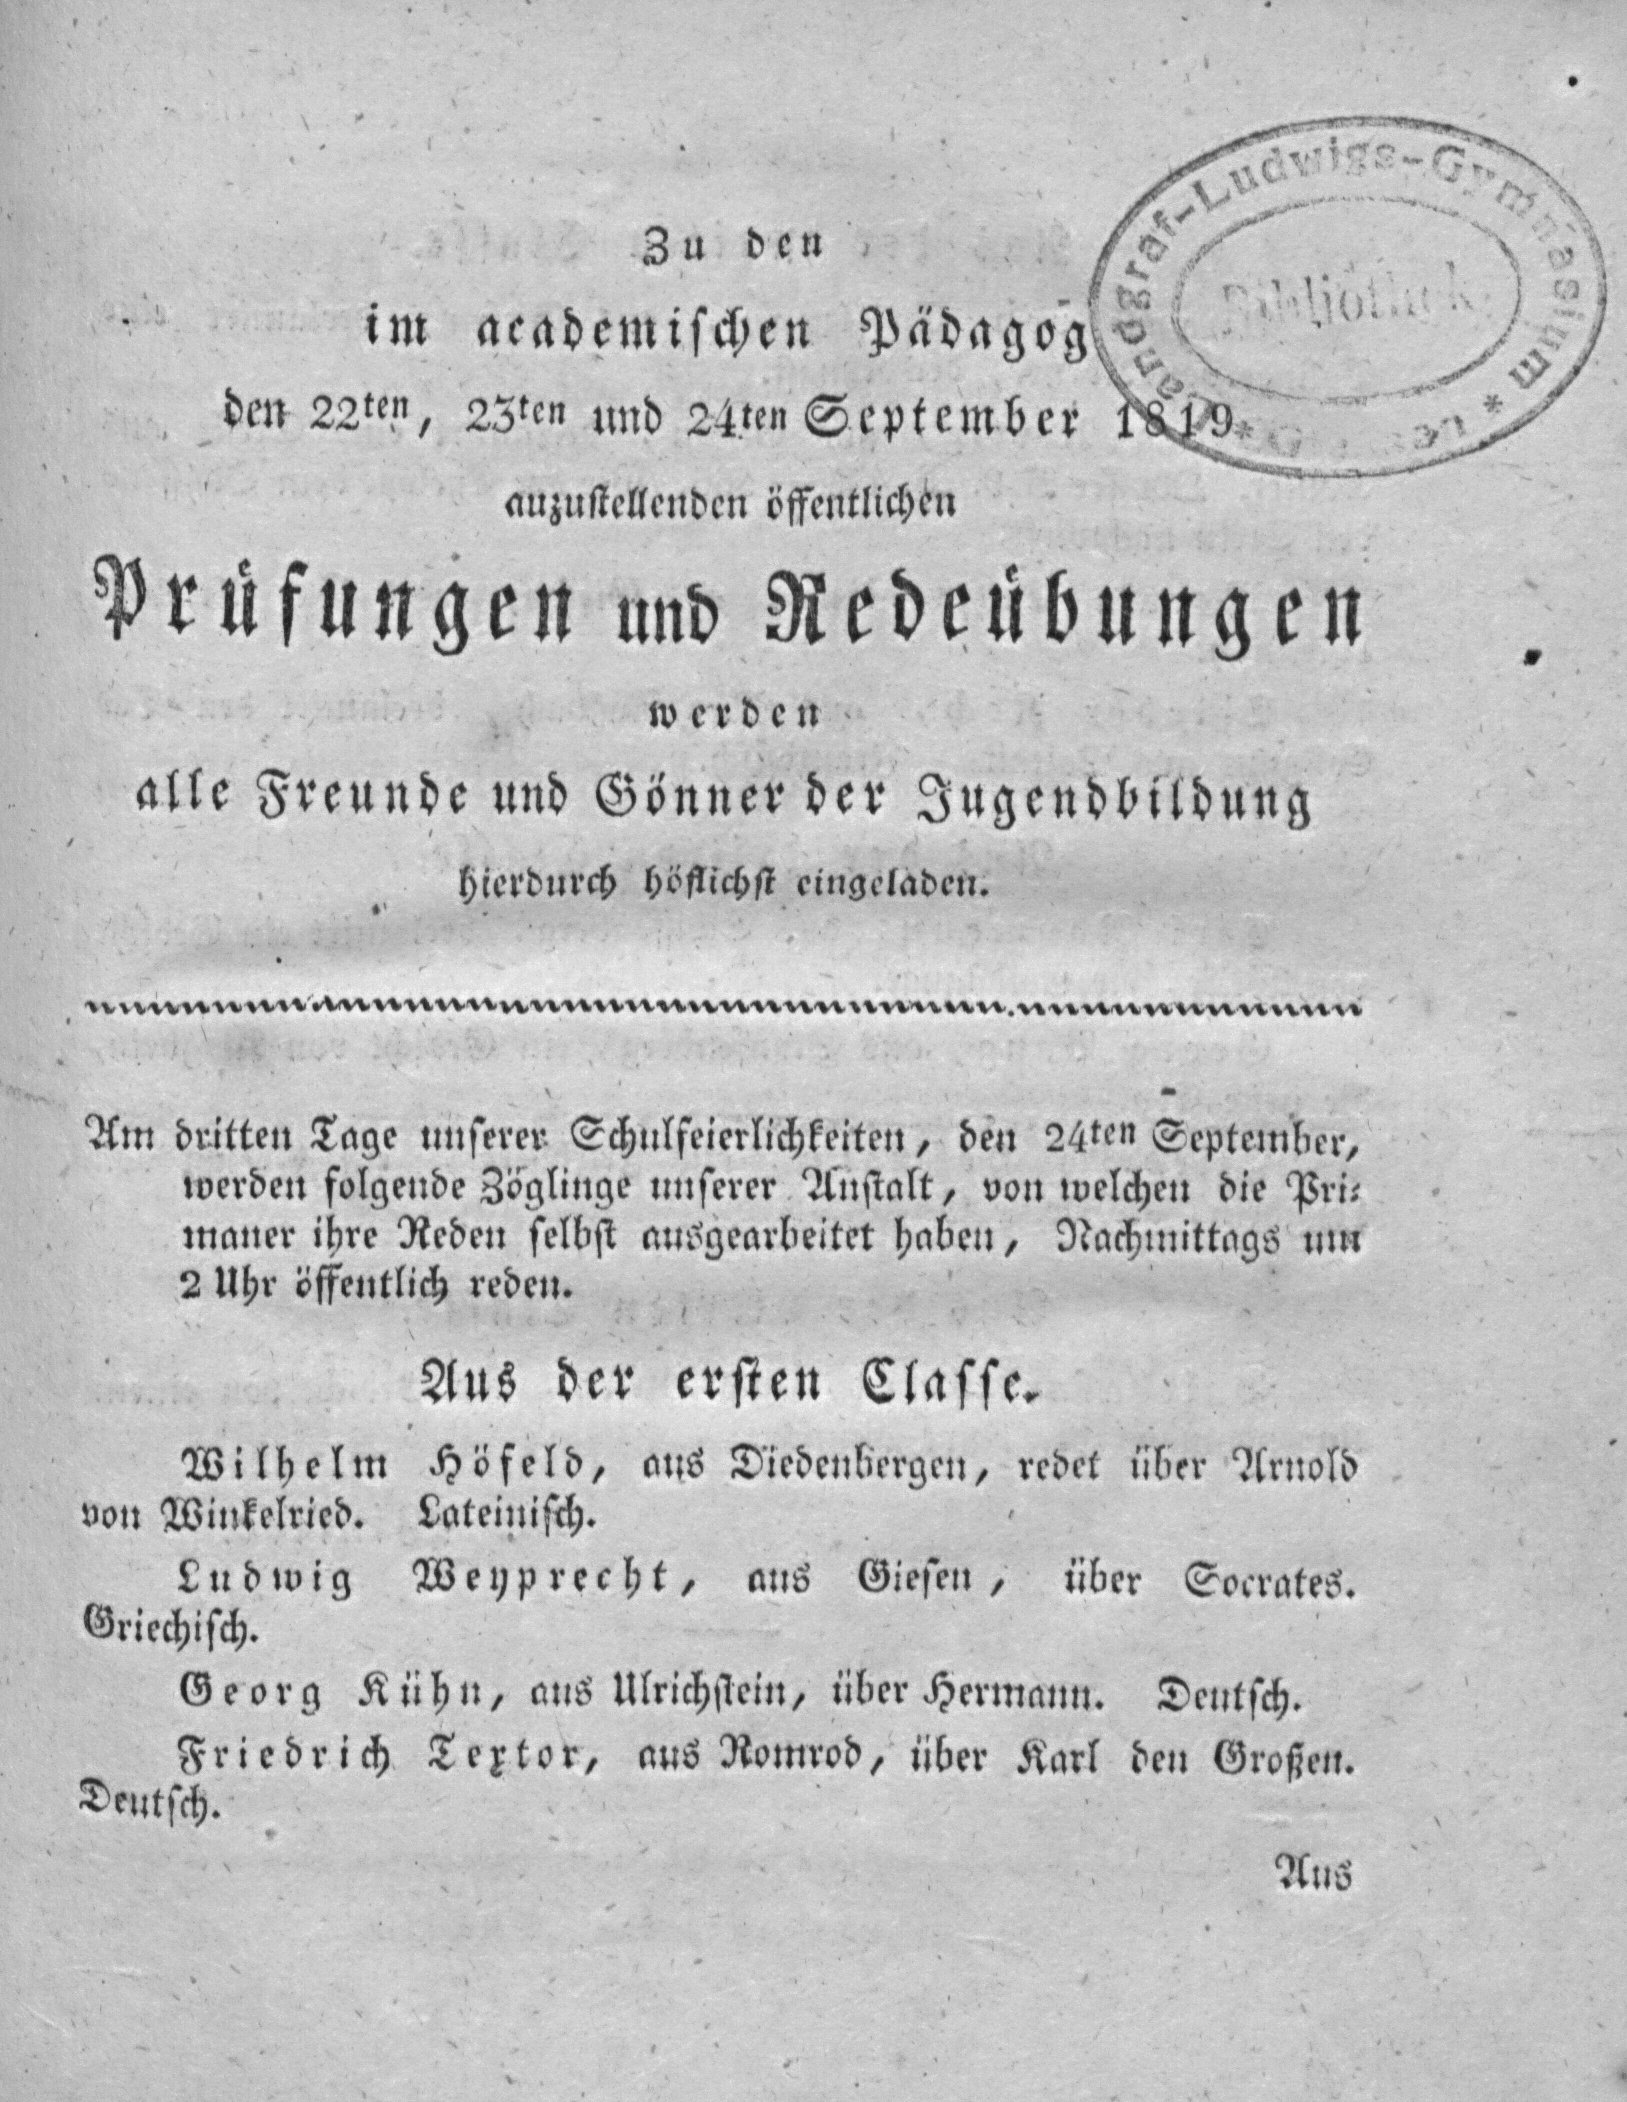 Landgraf-Ludwigs-Gymnasium
Bibliothek
Zu den
im academischen Pädagog
den 22ten, 23ten und 24ten September 1819
anzustellenden öffentlichen
Prüfungen und Redeübungen
werden
alle Freunde und Gönner der Jugendbildung
hierdurch höflichst eingeladen.
Am dritten Tage unserer Schulfeierlichkeiten, den 24ten September,
werden folgende Zöglinge unserer Anstalt, von welchen die Pri-
maner ihre Reden selbst ausgearbeitet haben, Nachmittags um
2 Uhr öffentlich reden.
Aus der ersten Classe.
Wilhelm Höfeld, aus Diedenbergen, redet über Arnold
von Winkelried. Lateinisch.
Ludwig Weyprecht, aus Giesen, über Socrates.
Griechisch.
Georg Kühn, aus Ulrichstein, über Hermann. Deutsch.
Friedrich Textor, aus Romrod, über Karl den Großen.
Deutsch.
Aus